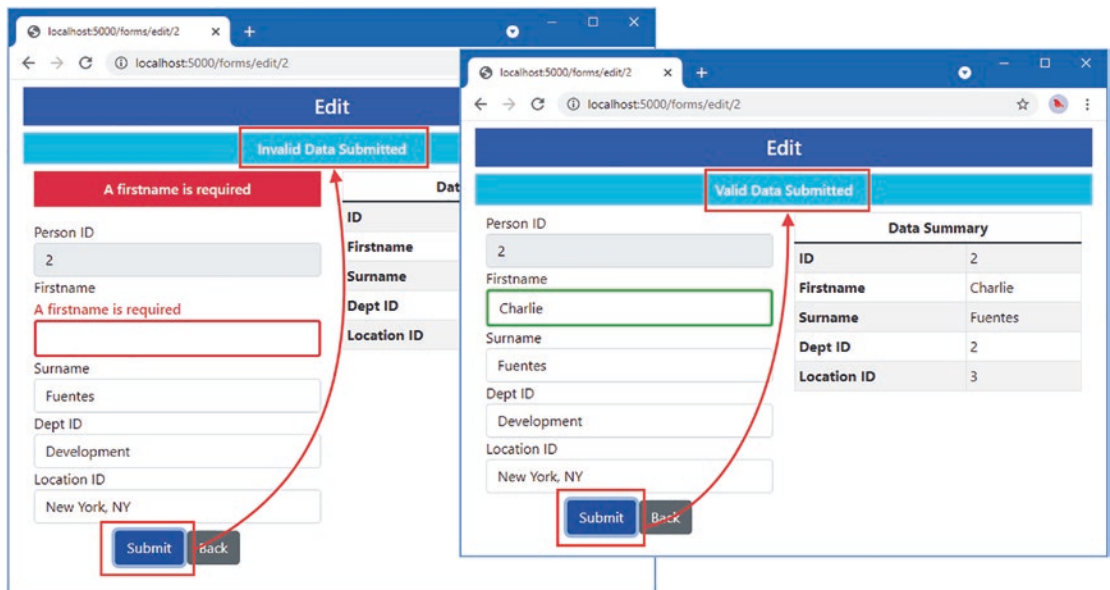 localhost:5000/forms/edit/2
localhost:5000/forms/edit/2
Edit
Invalid Data Submitted
A firstname is required
Dat
Person ID
2
Firstname
A firstname is required
Surname
Fuentes
Dept ID
Development
Location ID
New York, NY
Submit Back
ID
Firstname
Surname
Dept ID
Location ID
localhost:5000/forms/edit/2
localhost:5000/forms/edit/2
Edit
Valid Data Submitted
Person ID
2
Firstname
Charlie
Surname
Fuentes
Dept ID
Development
Location ID
New York, NY
Submit Back
Data Summary
ID 2
Firstname Charlie
Surname Fuentes
Dept ID 2
Location ID 3